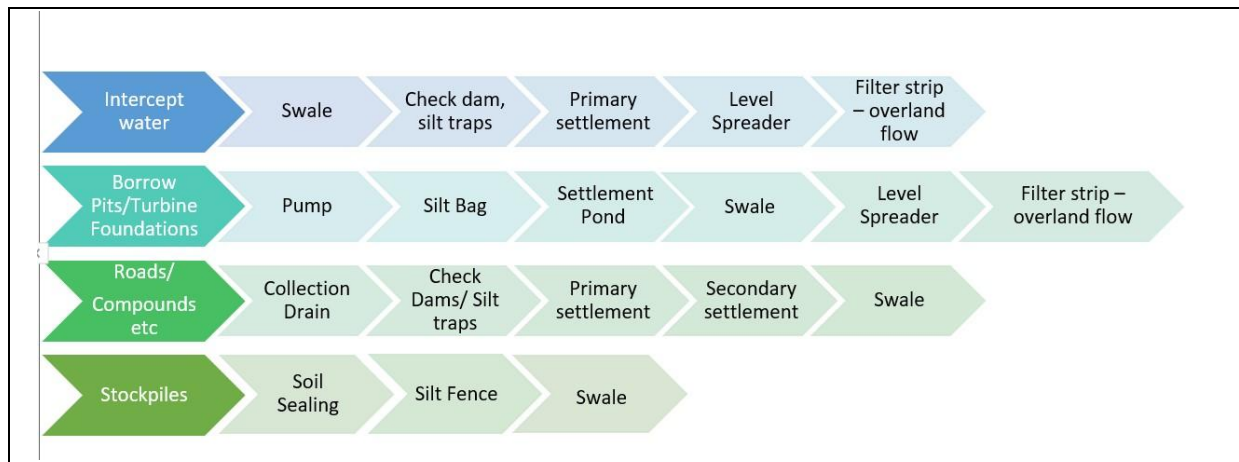 Intercept
water
Swale
Check dam,
silt traps
Primary
settlement
Level
Spreader
Filter strip
– overland
flow
Borrow
Pits/Turbine
Foundations
Pump
Silt Bag
Settlement
Pond
Swale
Level
Spreader
Filter strip –
overland flow
Roads/
Compounds
etc
Collection
Drain
Check
Dams/ Silt
traps
Primary
settlement
Secondary
settlement
Swale
Stockpiles
Soil
Sealing
Silt Fence
Swale